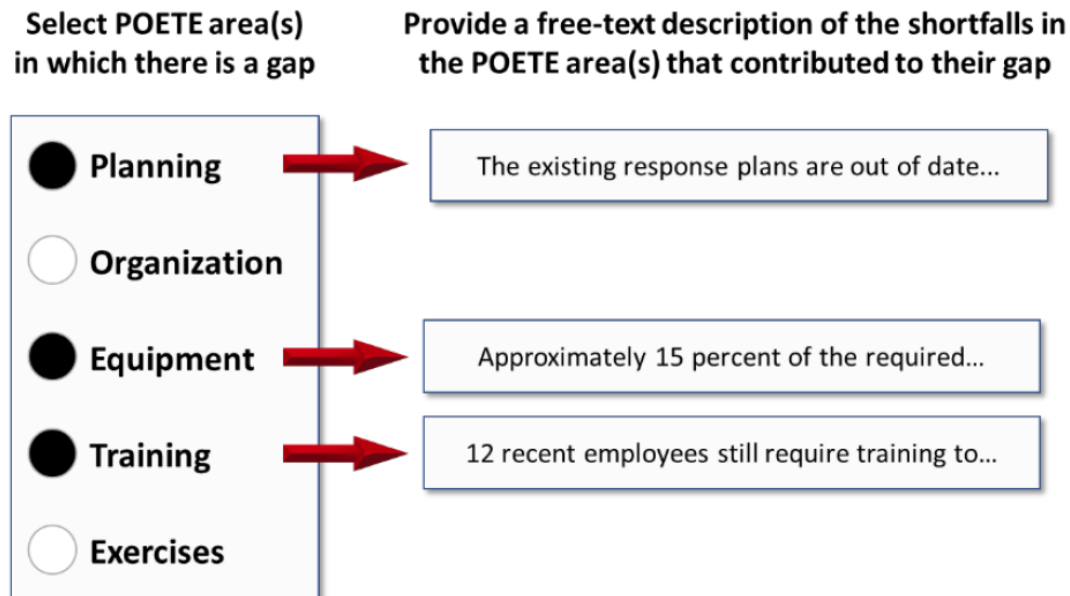 Select POETE area(s)
in which there is a gap
Provide a free-text description of the shortfalls in
the POETE area(s) that contributed to their gap
Planning
The existing response plans are out of date...
Organization
Equipment
Approximately 15 percent of the required...
Training
12 recent employees still require training to...
Exercises